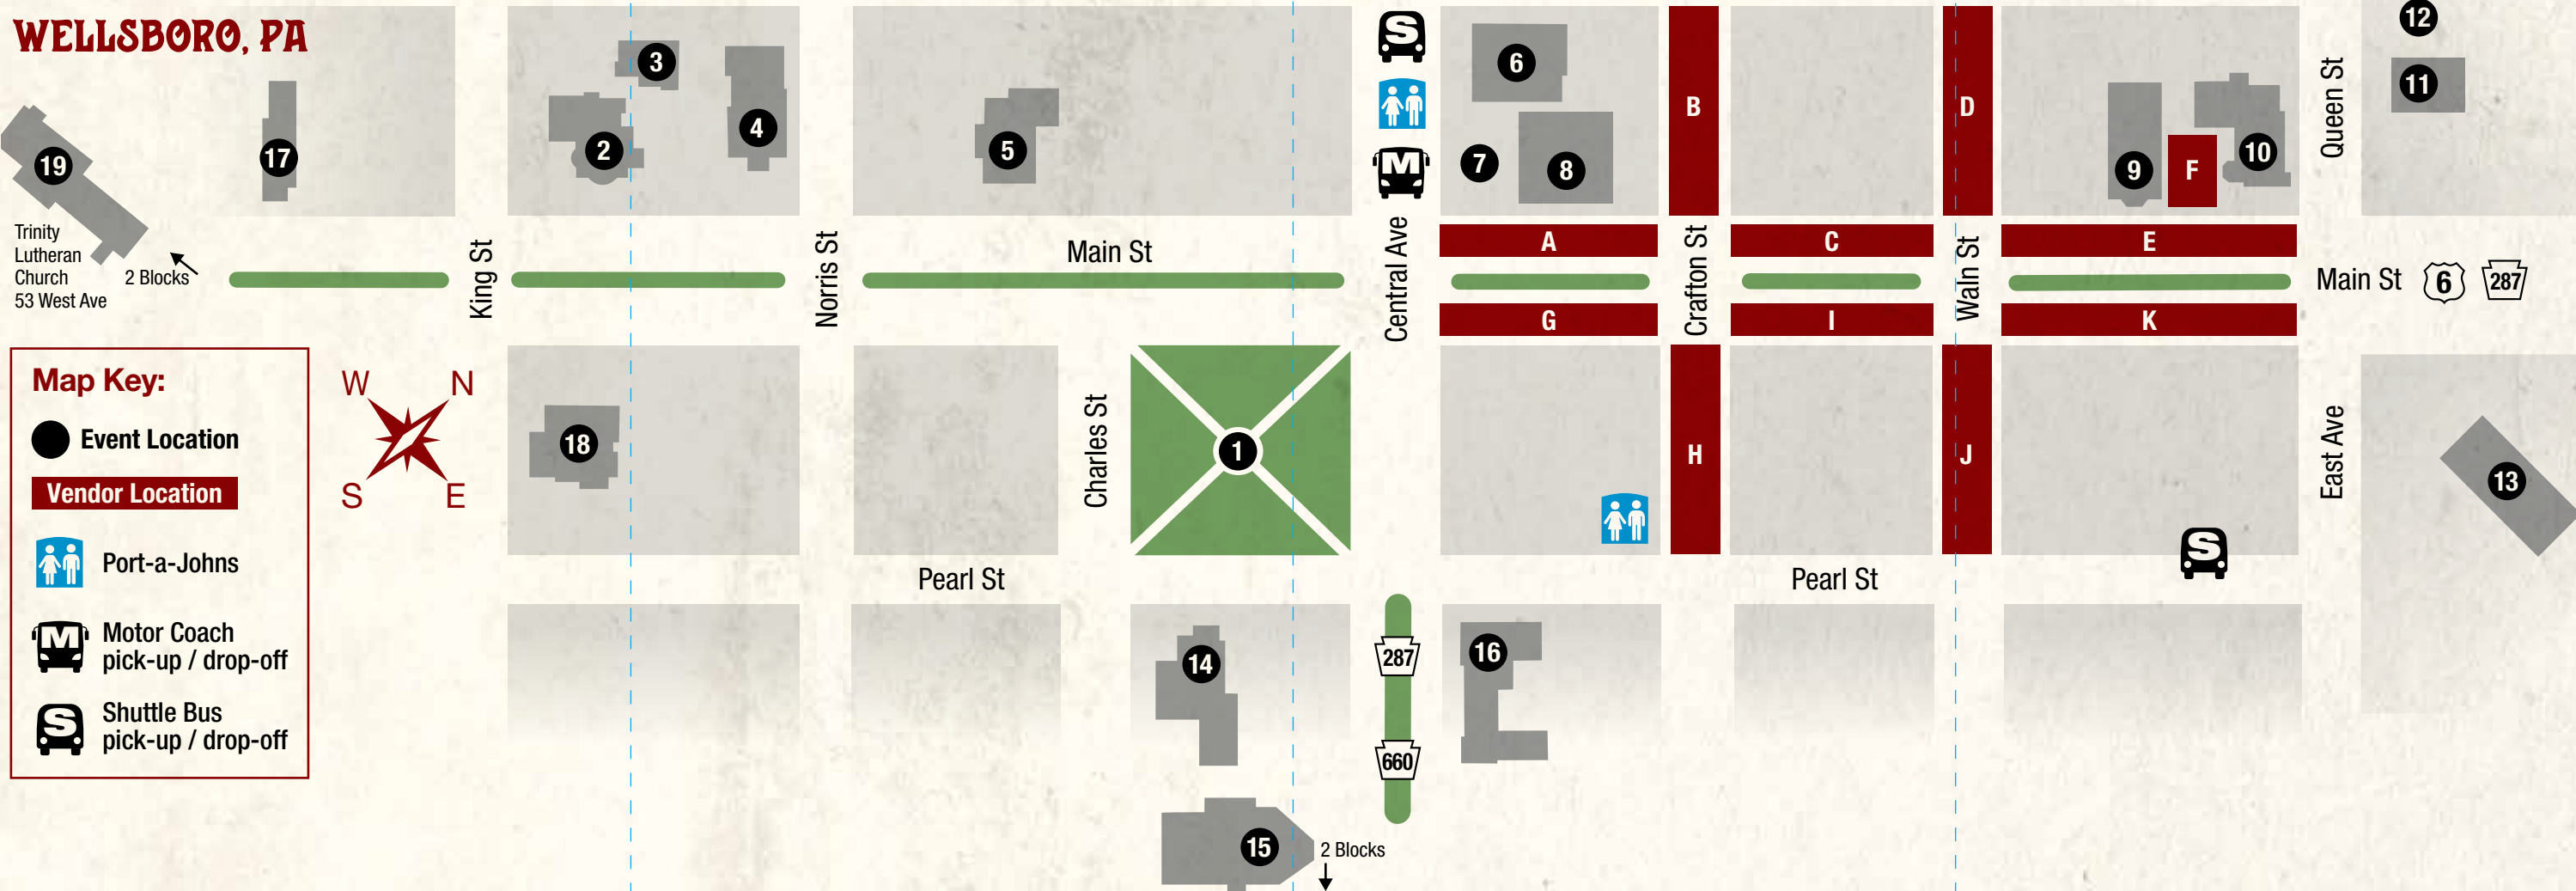 WELLSBORO, PA
12
3
6
11
B
D
4
2
5
17
19
7
8
9
F
10
S
M
Queen St
Trinity
Lutheran
Church
53 West Ave
2 Blocks
King St
Norris St
Main St
Central Ave
A
Crafton St
C
Waln St
E
Main St
6
287
G
I
K
Map Key:
Event Location
Vendor Location
Port-a-Johns
M
Motor Coach
pick-up / drop-off
S
Shuttle Bus
pick-up / drop-off
W
N
S
E
18
Charles St
1
H
J
East Ave
13
S
Pearl St
Pearl St
14
287
16
660
15
2 Blocks